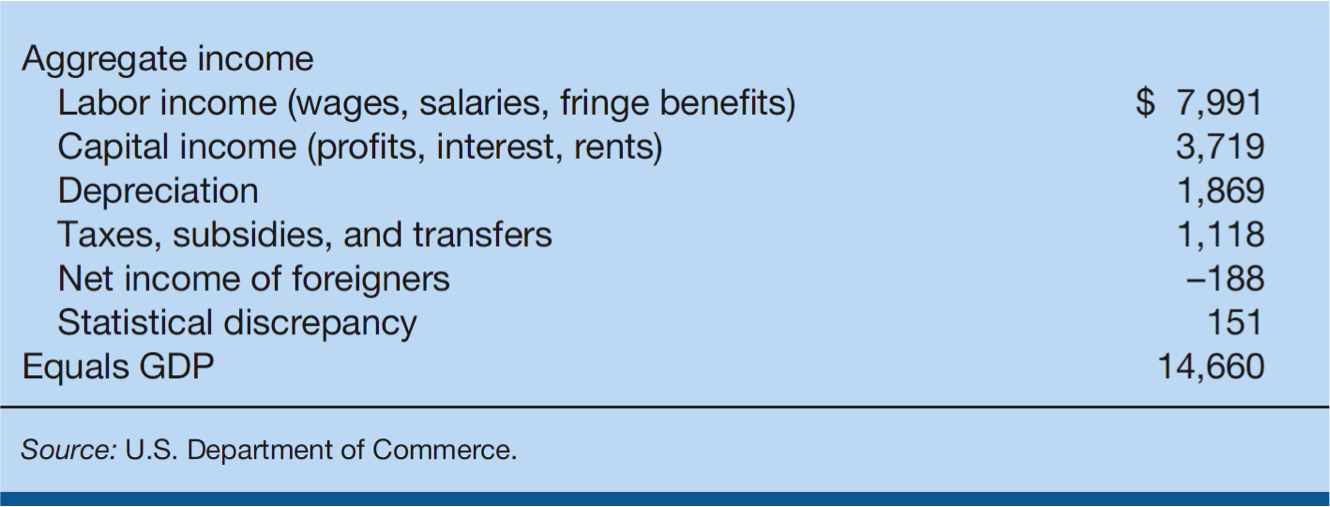 Aggregate income
Labor income (wages, salaries, fringe benefits) $ 7,991
Capital income (profits, interest, rents) 3,719
Depreciation 1,869
Taxes, subsidies, and transfers 1,118
Net income of foreigners –188
Statistical discrepancy 151
Equals GDP 14,660
Source: U.S. Department of Commerce.